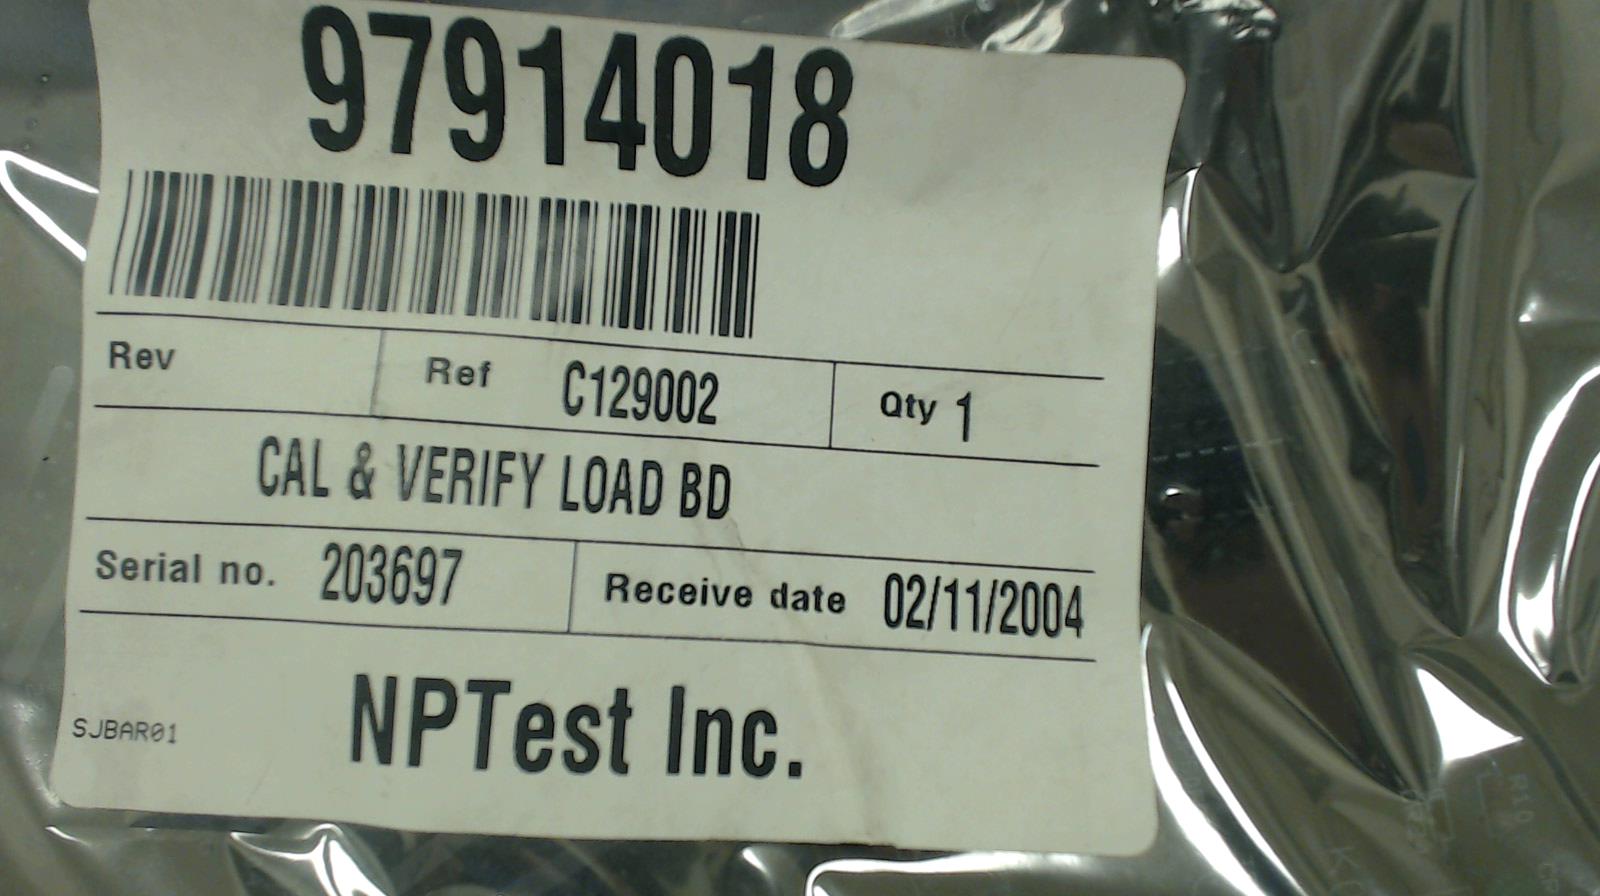 97914018
Rev Ref C129002 Qty 1
CAL & VERIFY LOAD BD
Serial no. 203697 Receive date 02/11/2004
NPTest Inc.
SJBAR01